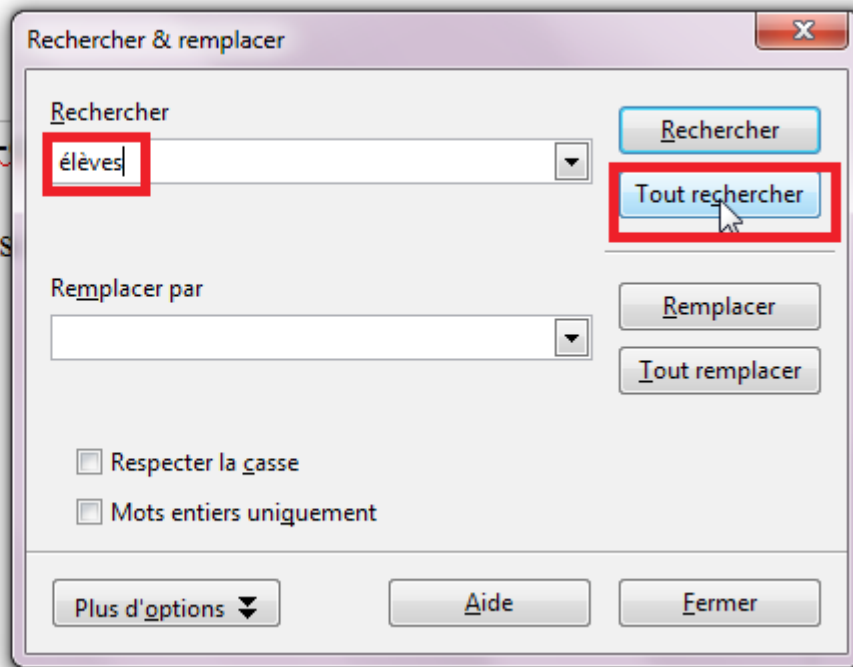 Rechercher & remplacer
Rechercher
élèves
Rechercher
Tout rechercher
Remplacer par
Remplacer
Tout remplacer
Respecter la casse
Mots entiers uniquement
Plus d'options
Aide
Fermer